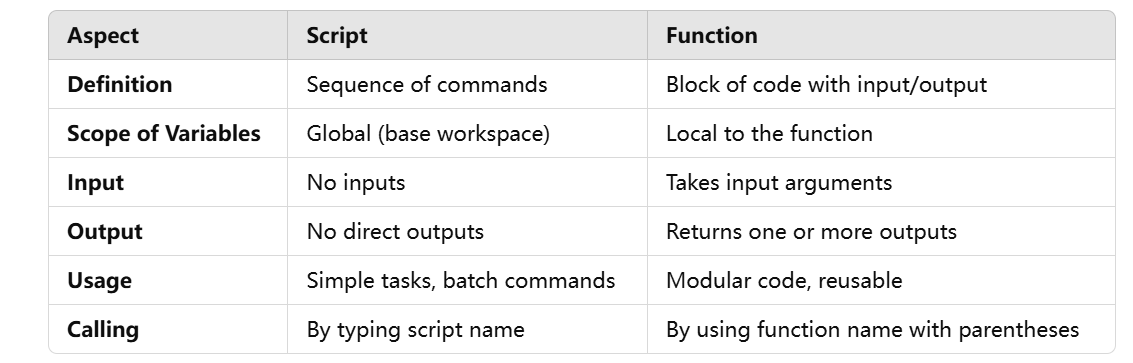 Aspect Script Function
Definition Sequence of commands Block of code with input/output
Scope of Variables Global (base workspace) Local to the function
Input No inputs Takes input arguments
Output No direct outputs Returns one or more outputs
Usage Simple tasks, batch commands Modular code, reusable
Calling By typing script name By using function name with parentheses